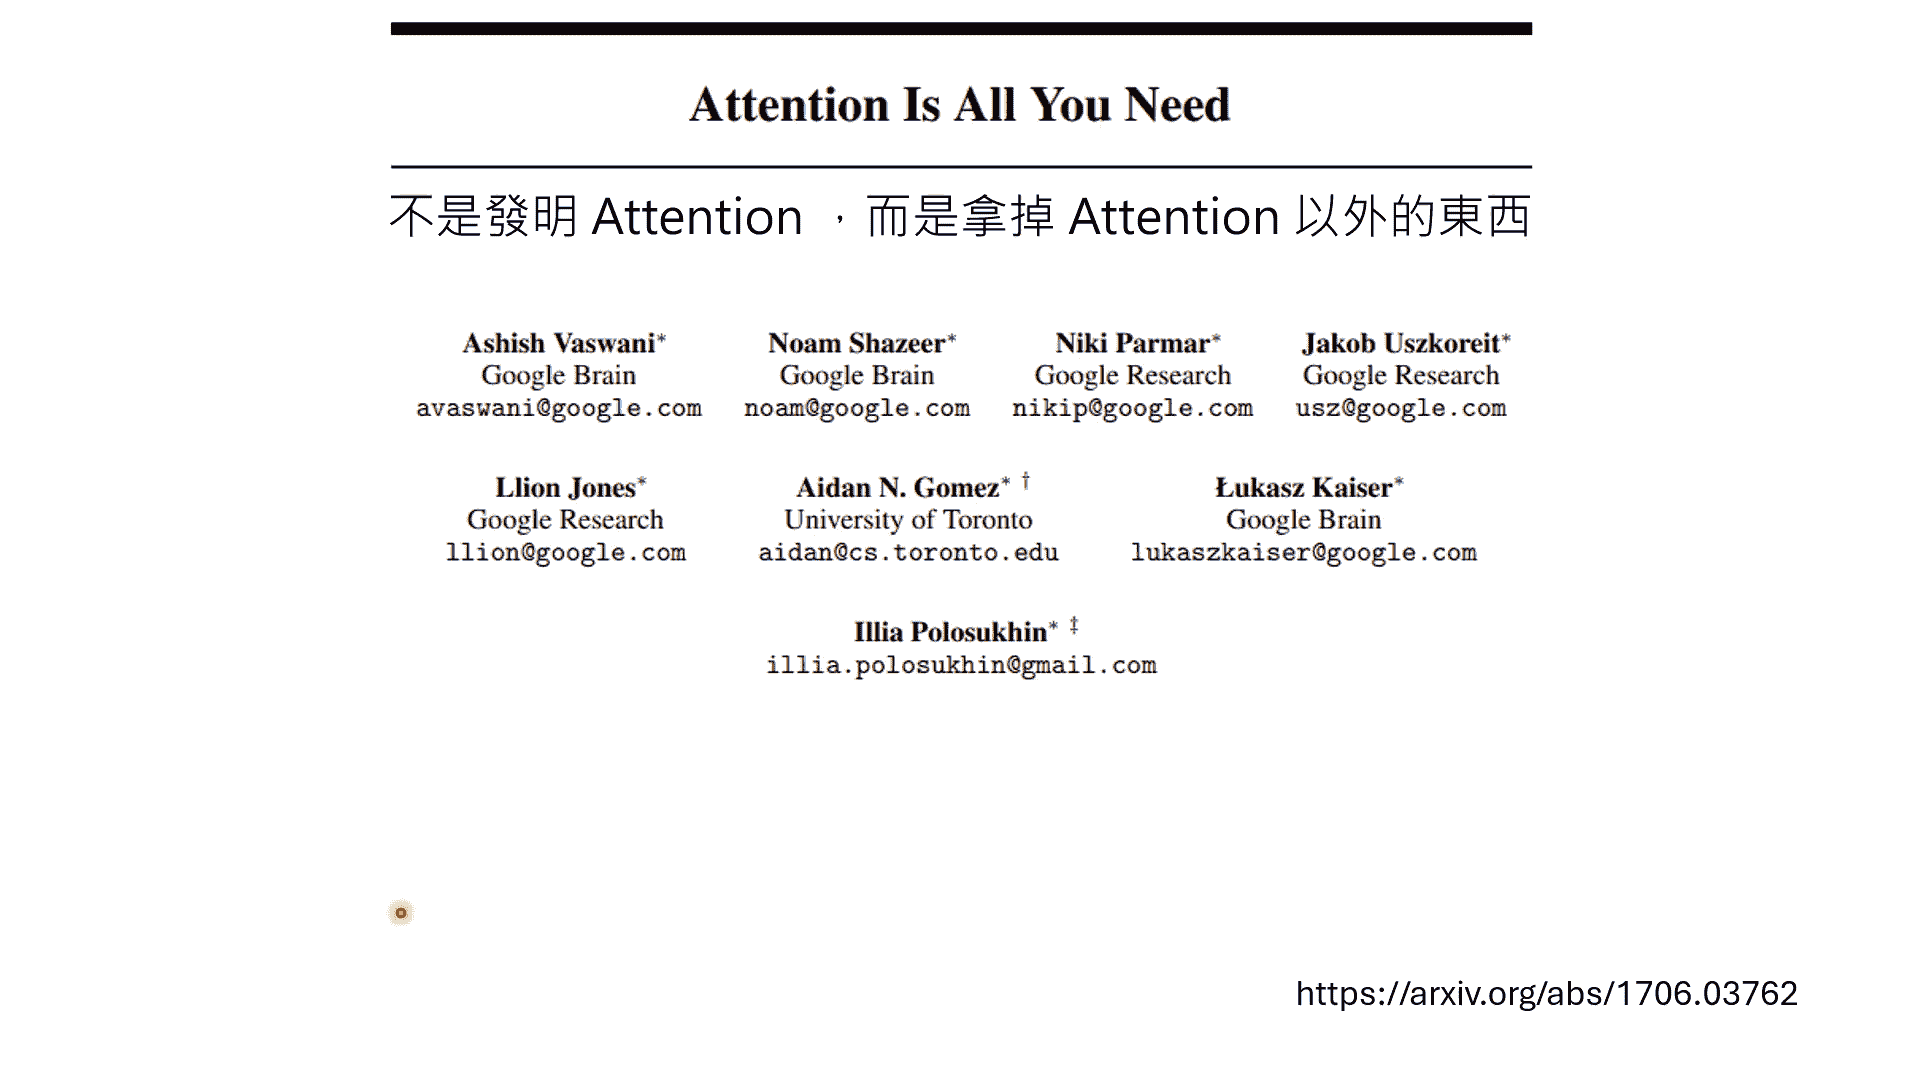 Attention Is All You Need
不是發明 Attention ，而是拿掉 Attention 以外的東西
Ashish Vaswani* Noam Shazeer* Niki Parmar* Jakob Uszkoreit*
Google Brain Google Brain Google Research Google Research
avaswani@google.com noam@google.com nikip@google.com usz@google.com
Llion Jones* Aidan N. Gomez* † Łukasz Kaiser*
Google Research University of Toronto Google Brain
llion@google.com aidan@cs.toronto.edu lukaszkaiser@google.com
Illia Polosukhin* ‡
illia.polosukhin@gmail.com
https://arxiv.org/abs/1706.03762